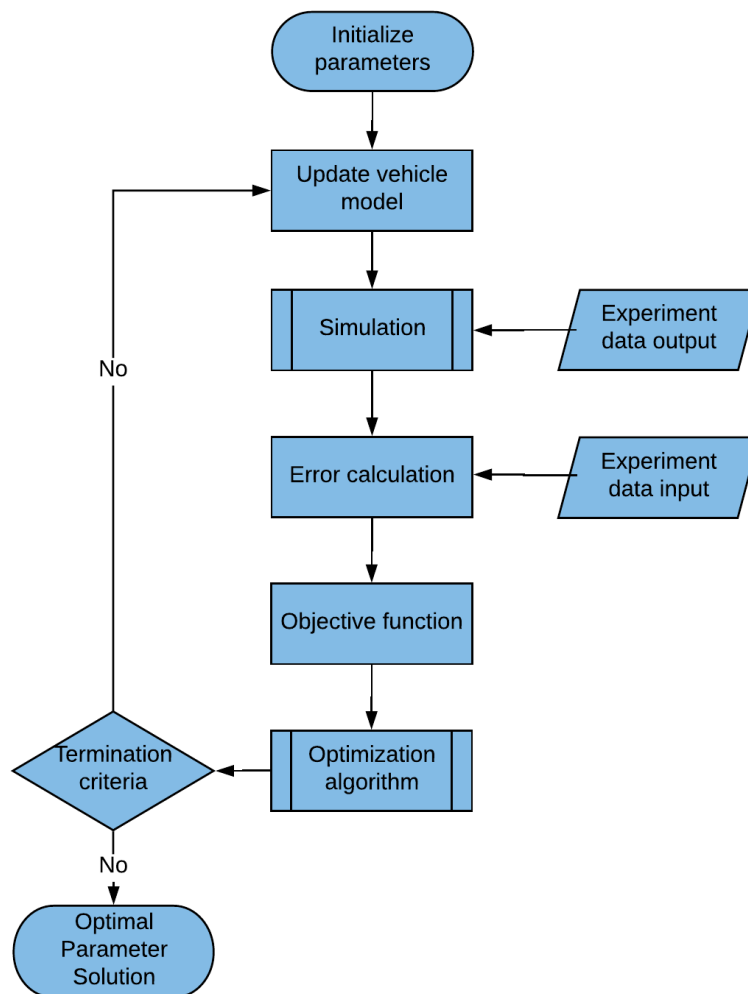 Initialize
parameters
Update vehicle
model
Simulation
Experiment
data output
No
Error calculation
Experiment
data input
Objective function
Termination
criteria
Optimization
algorithm
No
Optimal
Parameter
Solution